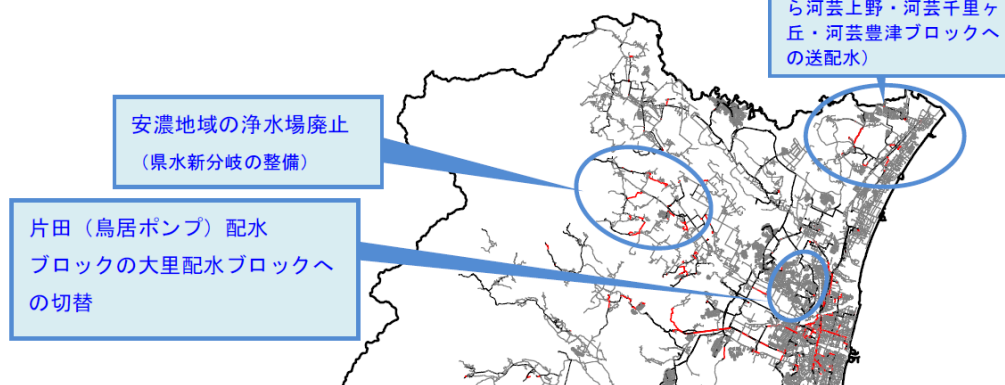 ら河芸上野・河芸千里ヶ
丘・河芸豊津ブロックへ
の送配水）
安濃地域の浄水場廃止
（県水新分岐の整備）
片田（鳥居ポンプ）配水
ブロックの大里配水ブロックへ
の切替